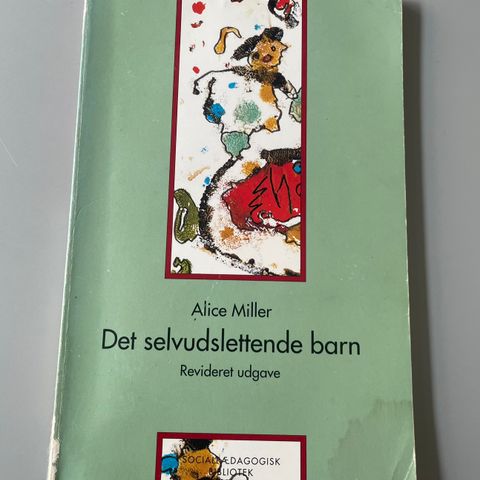 Alice Miller
Det selvudslettende barn
Revideret udgave
SOCIALPÆDAGOGISK
BIBLIOTEK